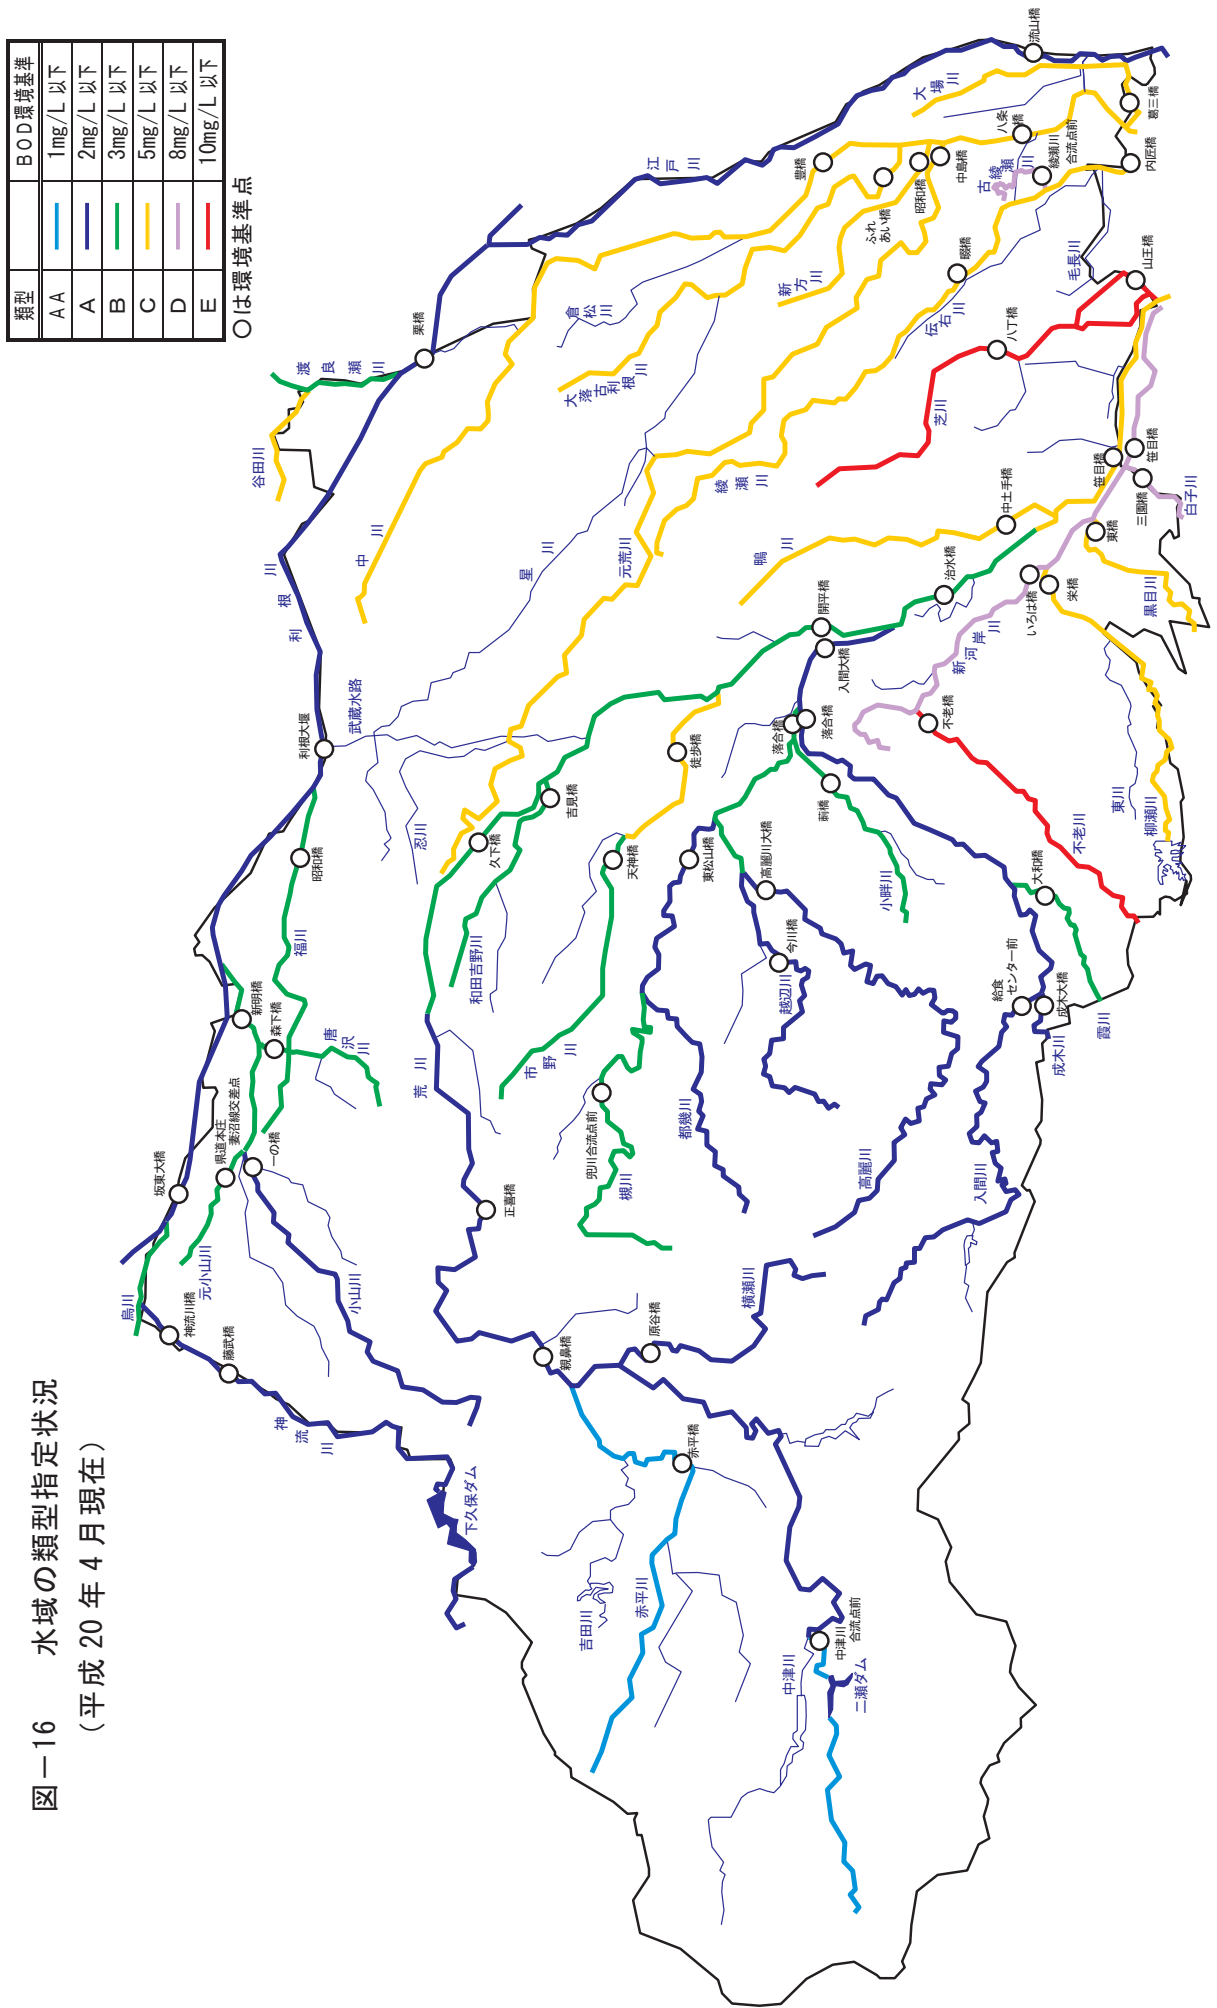 図－16　水域の類型指定状況
（平成 20 年 4 月現在）
類型　ＢＯＤ環境基準
ＡＡ　1mg/L 以下
Ａ　2mg/L 以下
Ｂ　3mg/L 以下
Ｃ　5mg/L 以下
Ｄ　8mg/L 以下
Ｅ　10mg/L 以下
○は環境基準点
流山橋
大場川
葛三橋
八条橋
綾瀬川合流点前
古綾瀬川
内匠橋
江戸川
豊橋
中島橋
昭和橋
ふれあい橋
畷橋
毛長川
山王橋
新方川
伝右川
八丁橋
倉松川
栗橋
渡良瀬川
大落古利根川
芝川
谷田川
綾瀬川
笹目橋
笹目橋
三園橋
白子川
中土手橋
東橋
中川
鴨川
治水橋
利根川
星川
元荒川
いろは橋
栄橋
黒目川
開平橋
入間大橋
新河岸川
武蔵水路
利根大堰
落合橋
落合橋
不老橋
徒歩橋
東川
柳瀬川
忍川
吉見橋
久下橋
刺橋
不老川
昭和橋
天神橋
東松山橋
高麗川大橋
小畔川
大和橋
福川
和田吉野川
今川橋
越辺川
給食センター前
成木大橋
霞川
成木川
新明橋
森下橋
唐沢川
荒川
市野川
兜川合流点前
都幾川
県道本庄妻沼線交差点
一の橋
坂東大橋
正喜橋
槻川
高麗川
入間川
元小山川
小山川
烏川
神流川橋
藤武橋
横瀬川
原谷橋
親鼻橋
神流川
赤平橋
下久保ダム
吉田川
赤平川
中津川
中津川合流点前
二瀬ダム